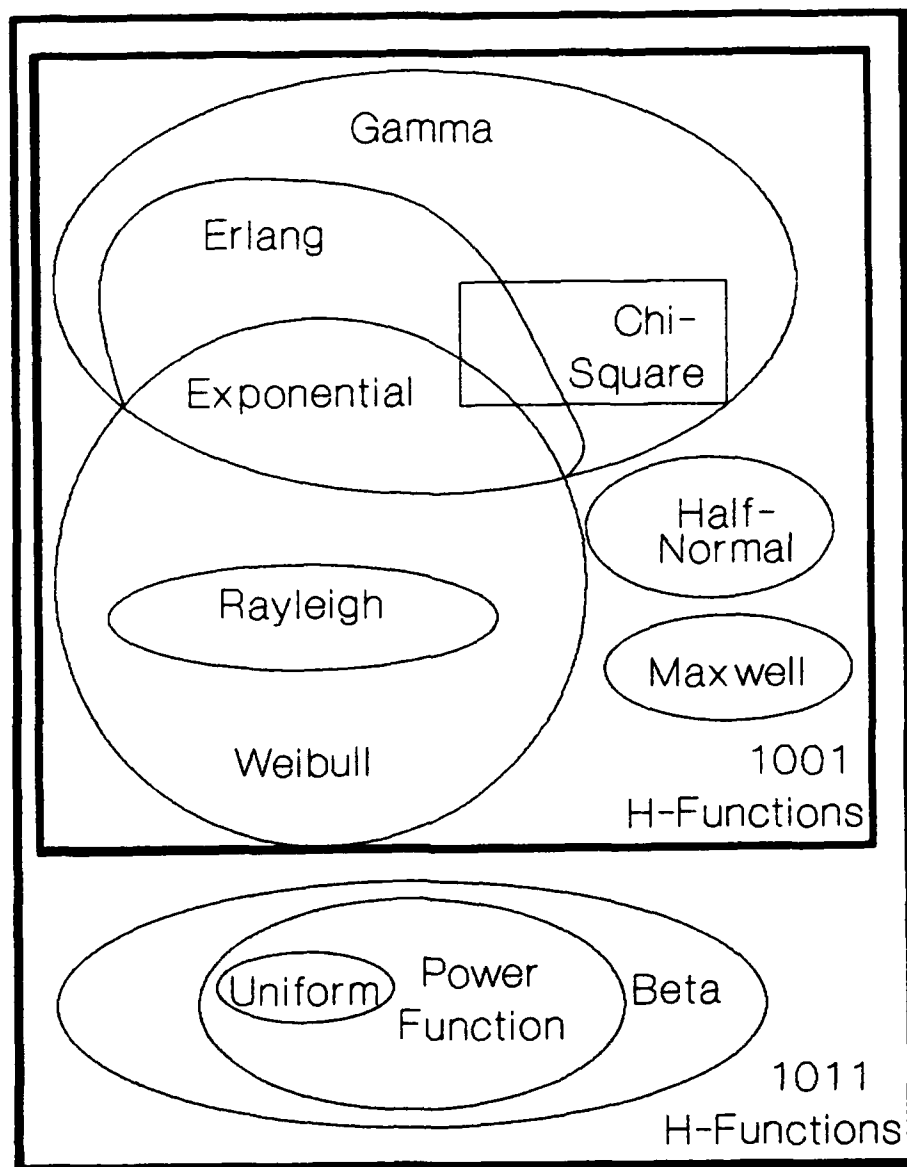 Gamma
Erlang
Chi-
Square
Exponential
Half-
Normal
Rayleigh
Maxwell
Weibull
1001
H-Functions
Uniform
Power
Function
Beta
1011
H-Functions